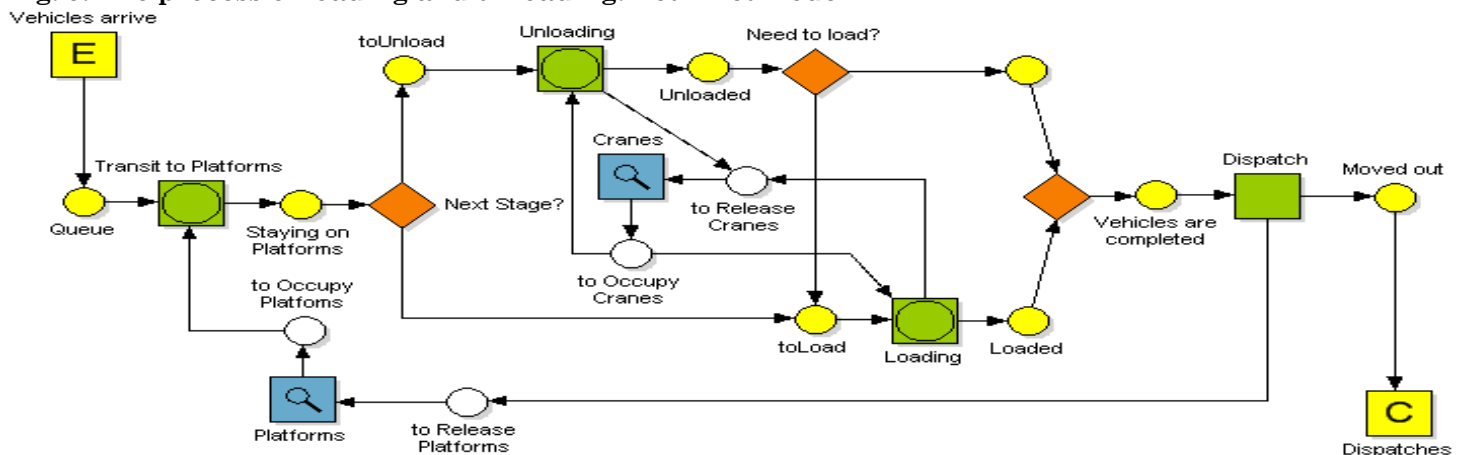 Vehicles arrive
E
toUnload
Unloading
Need to load?
Unloaded
Cranes
Transit to Platforms
Dispatch
Moved out
Queue
Staying on
Platforms
Next Stage?
to Release
Cranes
Vehicles are
completed
to Occupy
Platfoms
to Occupy
Cranes
toLoad
Loading
Loaded
Platforms
to Release
Platforms
C
Dispatches